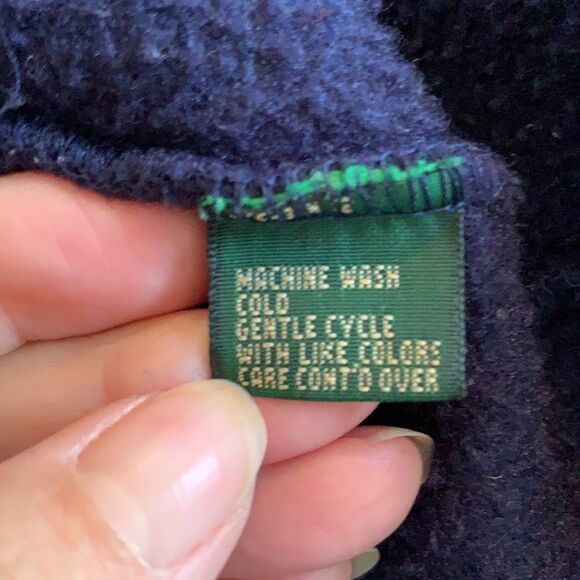 MACHINE WASH
COLD
GENTLE CYCLE
WITH LIKE COLORS
CARE CONT'D OVER